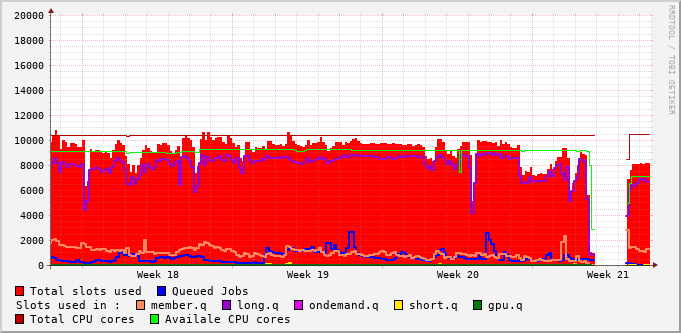 20000
18000
16000
14000
12000
10000
8000
6000
4000
2000
0
Week 18 Week 19 Week 20 Week 21
RRDTOOL / TOBI OETIKER
Total slots used Queued Jobs
Slots used in : member.q long.q ondemand.q short.q gpu.q
Total CPU cores Availale CPU cores